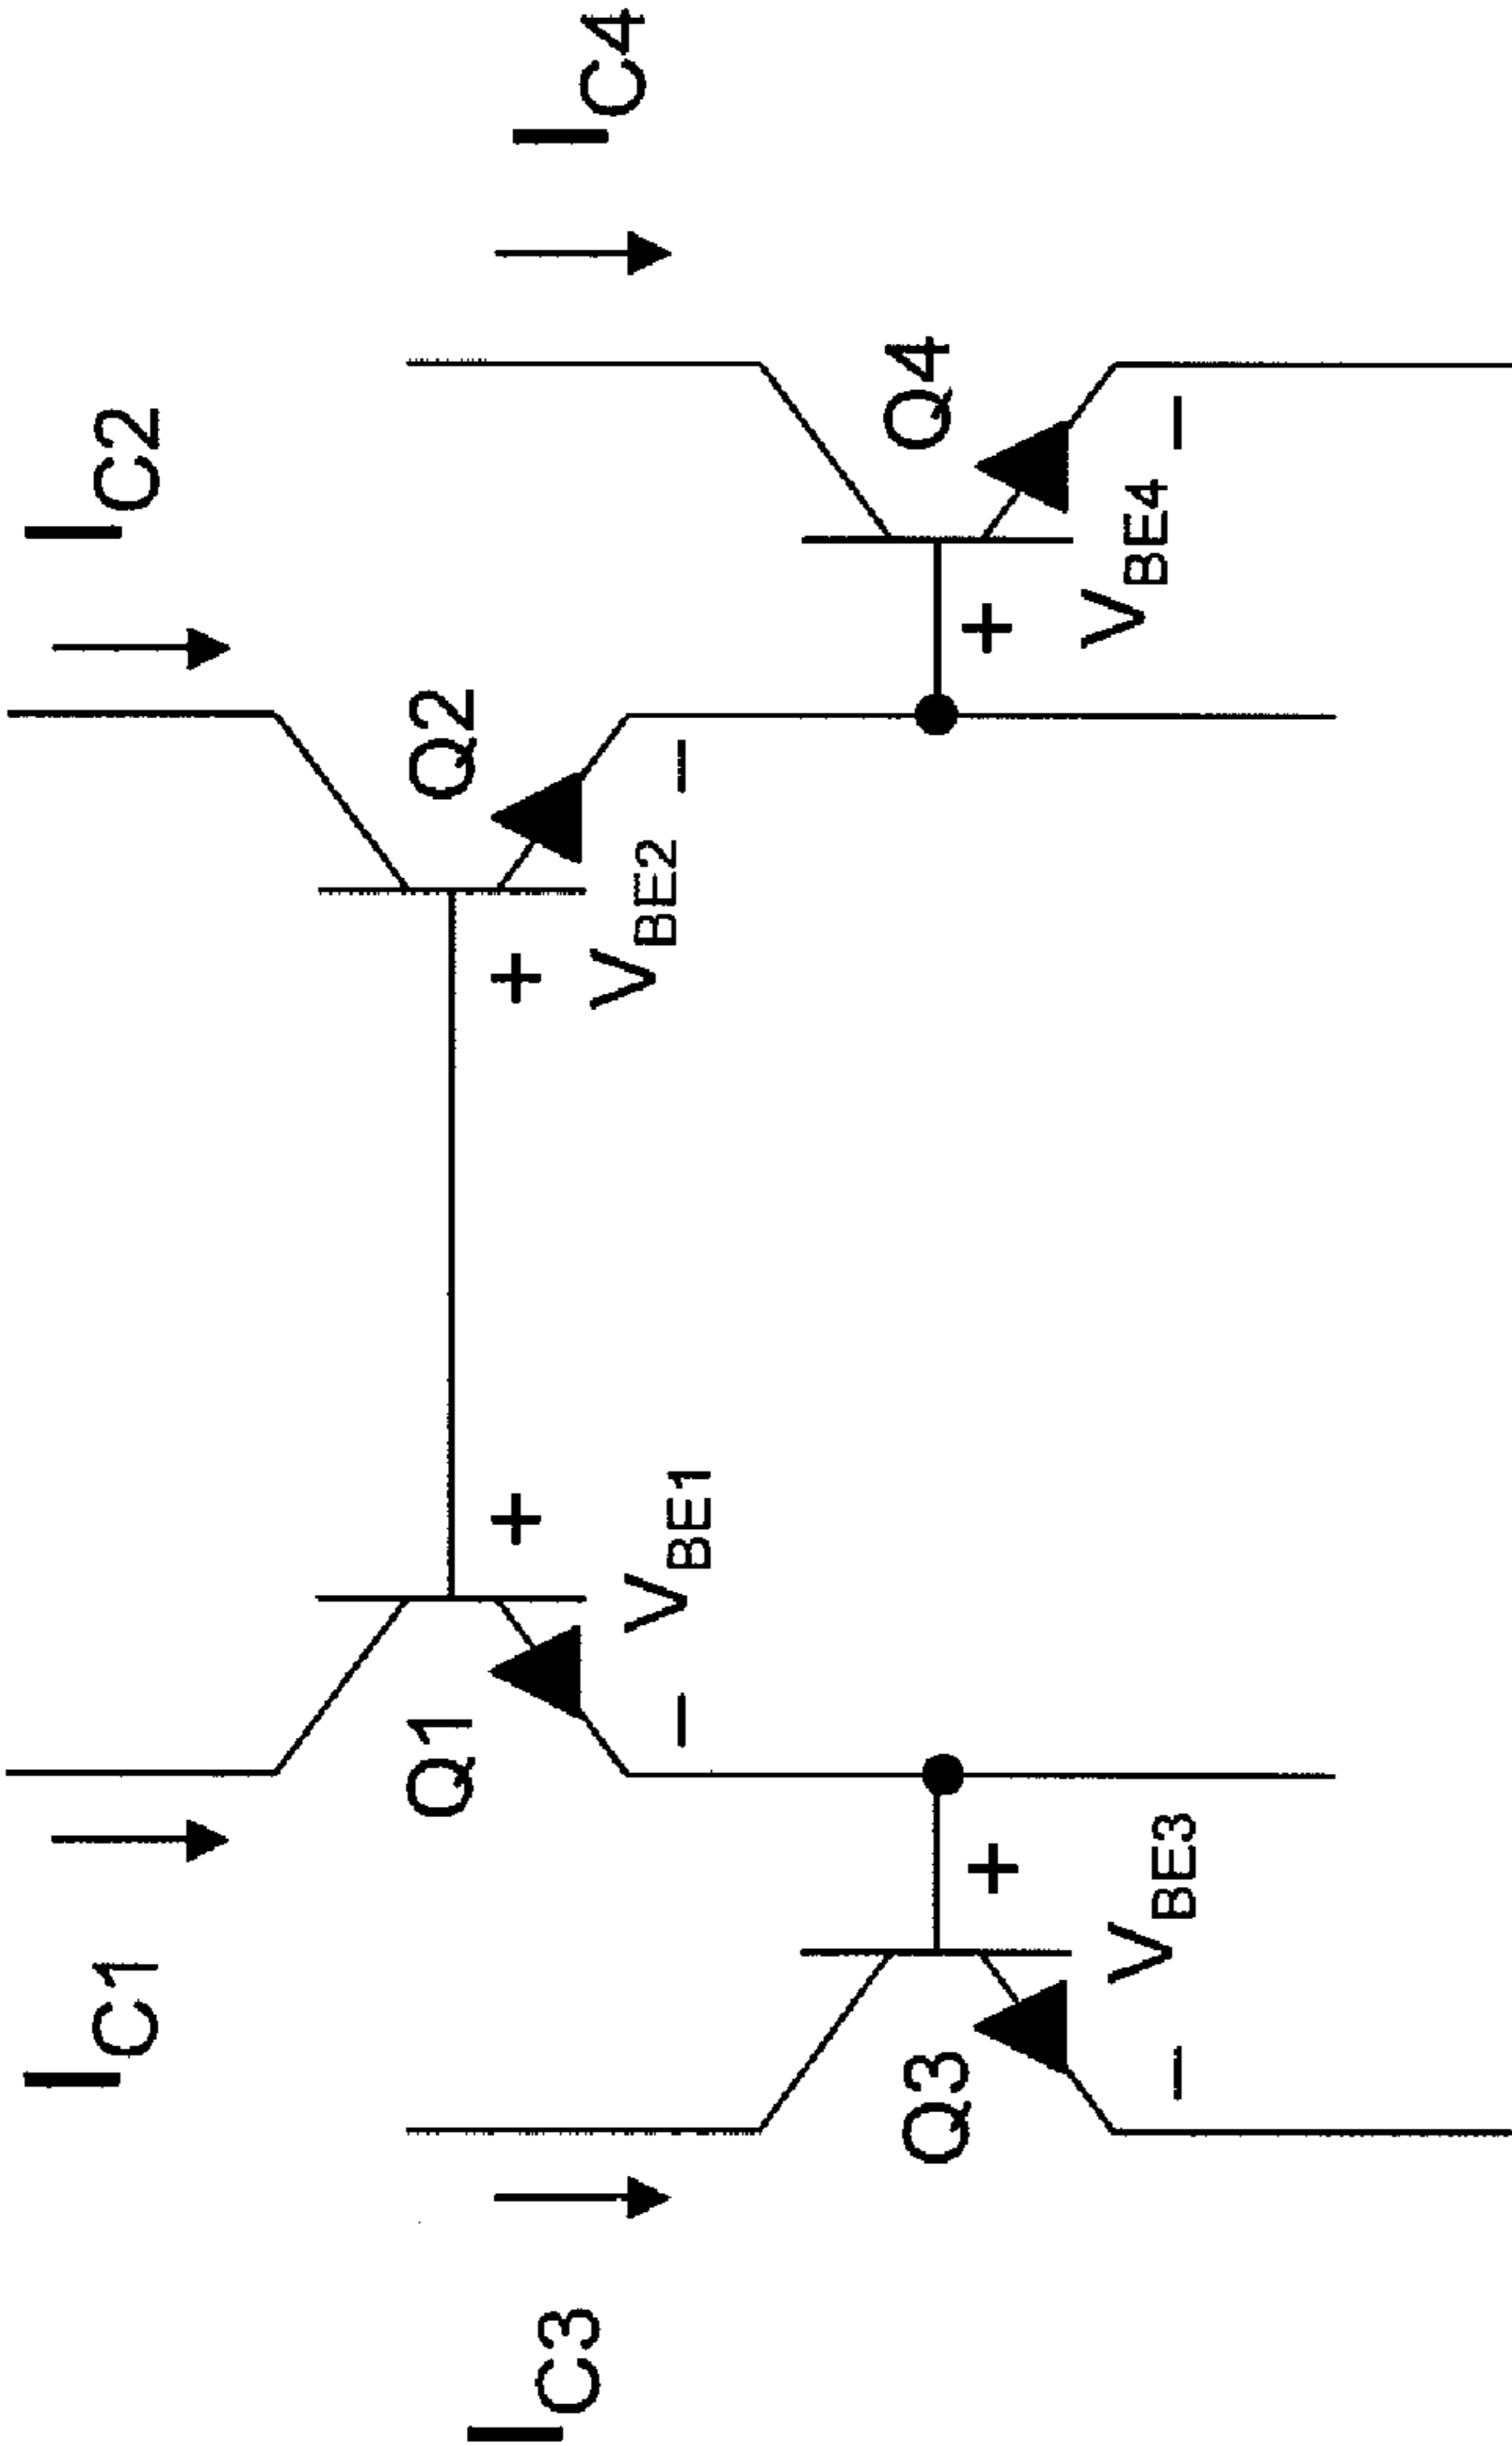 IC1
IC2
Q1
Q2
+
+
IC3
IC4
VBE1
VBE2
−
−
Q3
Q4
+
+
VBE3
VBE4
−
−